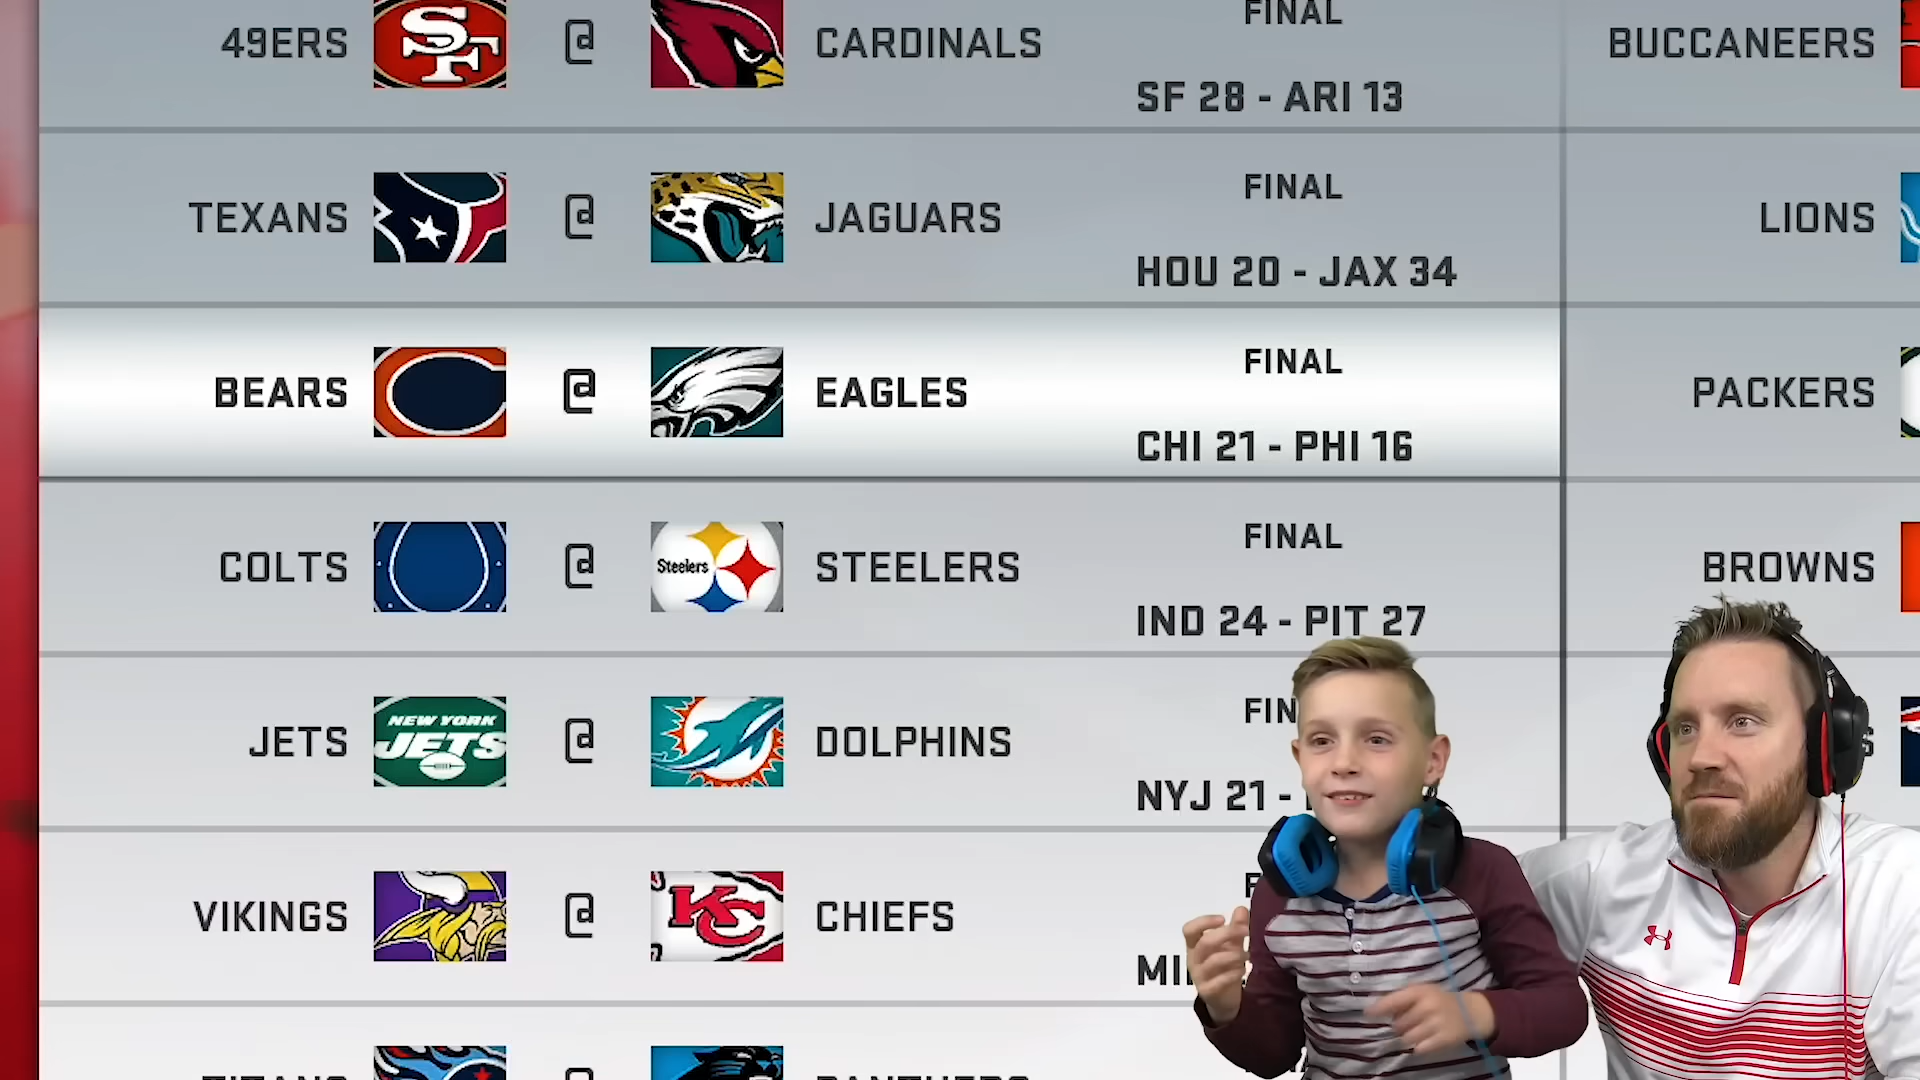 49ERS SF @ CARDINALS FINAL BUCCANEERS
SF 28 - ARI 13
TEXANS @ JAGUARS FINAL LIONS
HOU 20 - JAX 34
BEARS @ EAGLES FINAL PACKERS
CHI 21 - PHI 16
COLTS @ Steelers STEELERS FINAL BROWNS
IND 24 - PIT 27
JETS NEW YORK JETS @ DOLPHINS
NYJ 21 -
VIKINGS @ KC CHIEFS